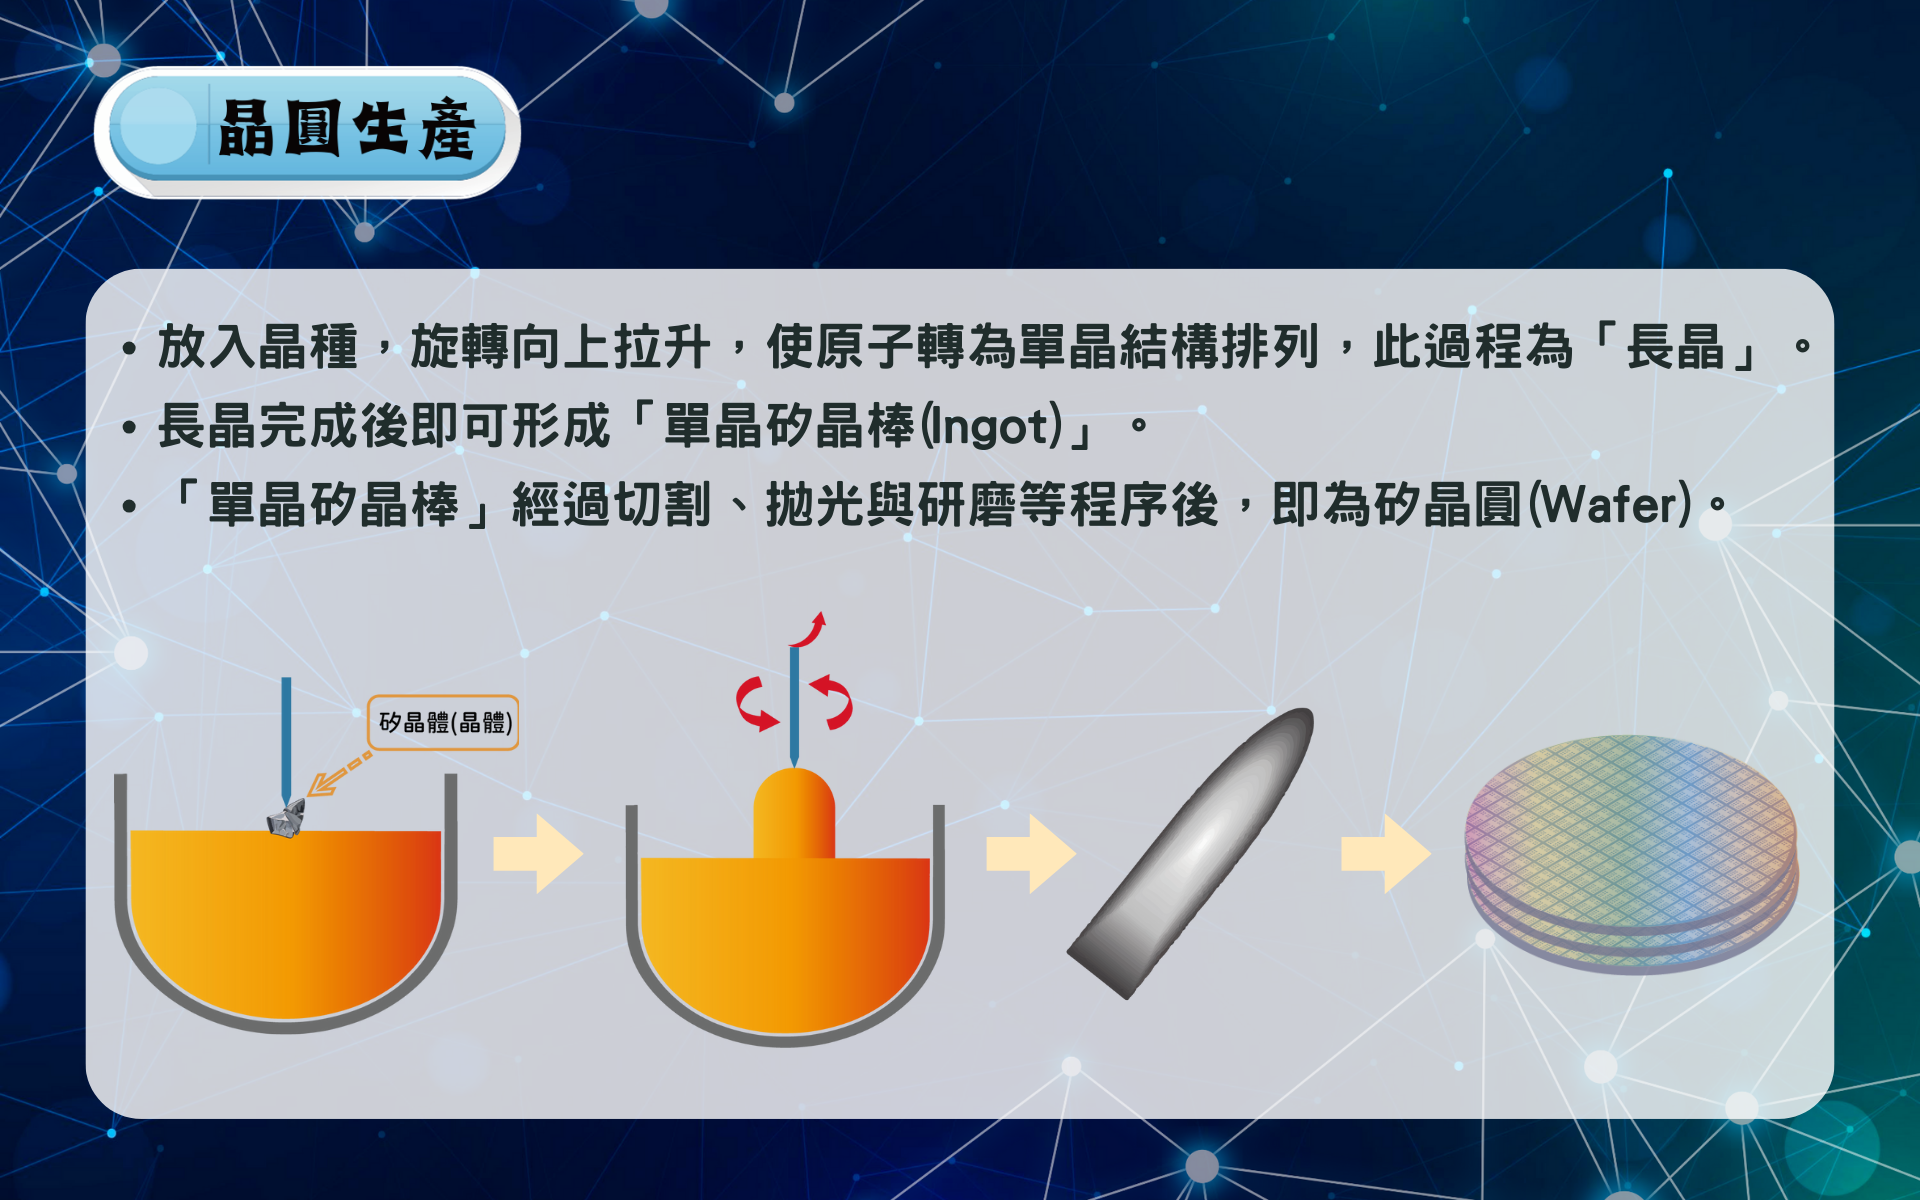 晶圓生產
• 放入晶種，旋轉向上拉升，使原子轉為單晶結構排列，此過程為「長晶」。
• 長晶完成後即可形成「單晶矽晶棒(Ingot)」。
• 「單晶矽晶棒」經過切割、拋光與研磨等程序後，即為矽晶圓(Wafer)。
矽晶體(晶體)